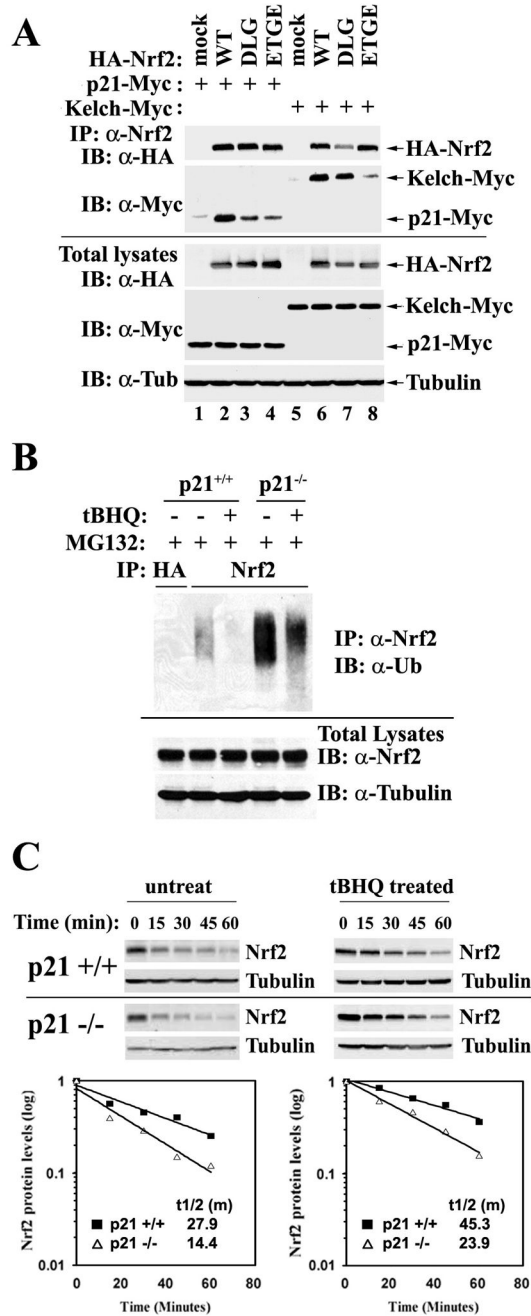 A
HA-Nrf2: mock WT DLG ETGE mock WT DLG ETGE
p21-Myc: + + + +
Kelch-Myc: + + + +
IP: α-Nrf2
IB: α-HA
HA-Nrf2
Kelch-Myc
IB: α-Myc
p21-Myc
Total lysates
IB: α-HA
HA-Nrf2
Kelch-Myc
IB: α-Myc
p21-Myc
IB: α-Tub
Tubulin
1 2 3 4 5 6 7 8
B
p21+/+ p21-/-
tBHQ: - - + - +
MG132: + + + + +
IP: HA Nrf2
IP: α-Nrf2
IB: α-Ub
Total Lysates
IB: α-Nrf2
IB: α-Tubulin
C
untreat tBHQ treated
Time (min): 0 15 30 45 60 0 15 30 45 60
p21 +/+
Nrf2 Nrf2
Tubulin Tubulin
p21 -/-
Nrf2 Nrf2
Tubulin Tubulin
Nrf2 protein levels (log)
1
0.1
0.01
t1/2 (m)
p21 +/+ 27.9
p21 -/- 14.4
0 20 40 60 80
Time (Minutes)
Nrf2 protein levels (log)
1
0.1
0.01
t1/2 (m)
p21 +/+ 45.3
p21 -/- 23.9
0 20 40 60 80
Time (Minutes)